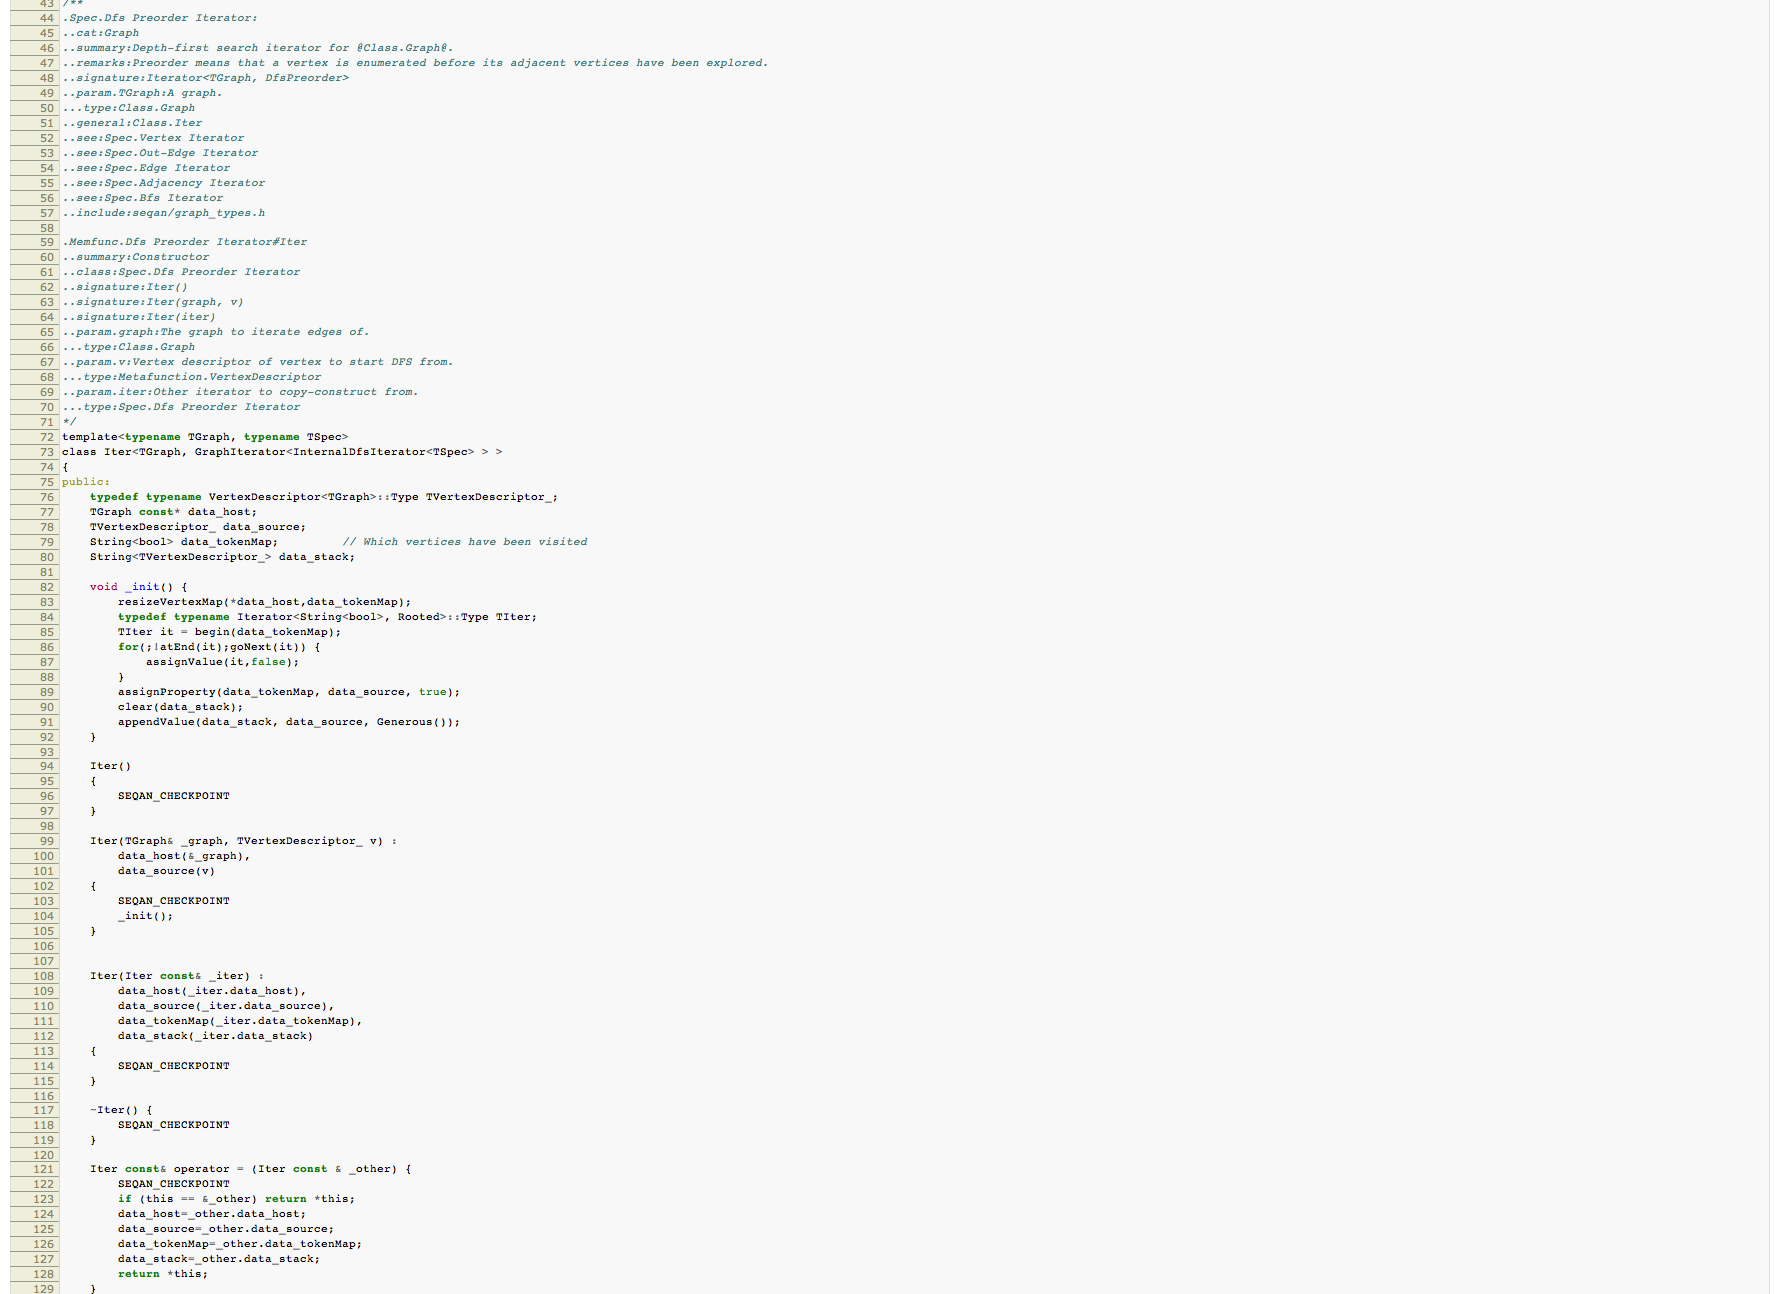 43 /**
44 .Spec.Dfs Preorder Iterator:
45 ..cat:Graph
46 ..summary:Depth-first search iterator for @Class.Graph@.
47 ..remarks:Preorder means that a vertex is enumerated before its adjacent vertices have been explored.
48 ..signature:Iterator<TGraph, DfsPreorder>
49 ..param.TGraph:A graph.
50 ...type:Class.Graph
51 ..general:Class.Iter
52 ..see:Spec.Vertex Iterator
53 ..see:Spec.Out-Edge Iterator
54 ..see:Spec.Edge Iterator
55 ..see:Spec.Adjacency Iterator
56 ..see:Spec.Bfs Iterator
57 ..include:seqan/graph_types.h
58
59 .Memfunc.Dfs Preorder Iterator#Iter
60 ..summary:Constructor
61 ..class:Spec.Dfs Preorder Iterator
62 ..signature:Iter()
63 ..signature:Iter(graph, v)
64 ..signature:Iter(iter)
65 ..param.graph:The graph to iterate edges of.
66 ...type:Class.Graph
67 ..param.v:Vertex descriptor of vertex to start DFS from.
68 ...type:Metafunction.VertexDescriptor
69 ..param.iter:Other iterator to copy-construct from.
70 ...type:Spec.Dfs Preorder Iterator
71 */
72 template<typename TGraph, typename TSpec>
73 class Iter<TGraph, GraphIterator<InternalDfsIterator<TSpec> > >
74 {
75 public:
76     typedef typename VertexDescriptor<TGraph>::Type TVertexDescriptor_;
77     TGraph const* data_host;
78     TVertexDescriptor_ data_source;
79     String<bool> data_tokenMap;         // Which vertices have been visited
80     String<TVertexDescriptor_> data_stack;
81
82     void _init() {
83         resizeVertexMap(*data_host,data_tokenMap);
84         typedef typename Iterator<String<bool>, Rooted>::Type TIter;
85         TIter it = begin(data_tokenMap);
86         for(;!atEnd(it);goNext(it)) {
87             assignValue(it,false);
88         }
89         assignProperty(data_tokenMap, data_source, true);
90         clear(data_stack);
91         appendValue(data_stack, data_source, Generous());
92     }
93
94     Iter()
95     {
96         SEQAN_CHECKPOINT
97     }
98
99     Iter(TGraph& _graph, TVertexDescriptor_ v) :
100         data_host(&_graph),
101         data_source(v)
102     {
103         SEQAN_CHECKPOINT
104         _init();
105     }
106
107
108     Iter(Iter const& _iter) :
109         data_host(_iter.data_host),
110         data_source(_iter.data_source),
111         data_tokenMap(_iter.data_tokenMap),
112         data_stack(_iter.data_stack)
113     {
114         SEQAN_CHECKPOINT
115     }
116
117     ~Iter() {
118         SEQAN_CHECKPOINT
119     }
120
121     Iter const& operator = (Iter const & _other) {
122         SEQAN_CHECKPOINT
123         if (this == &_other) return *this;
124         data_host=_other.data_host;
125         data_source=_other.data_source;
126         data_tokenMap=_other.data_tokenMap;
127         data_stack=_other.data_stack;
128         return *this;
129     }